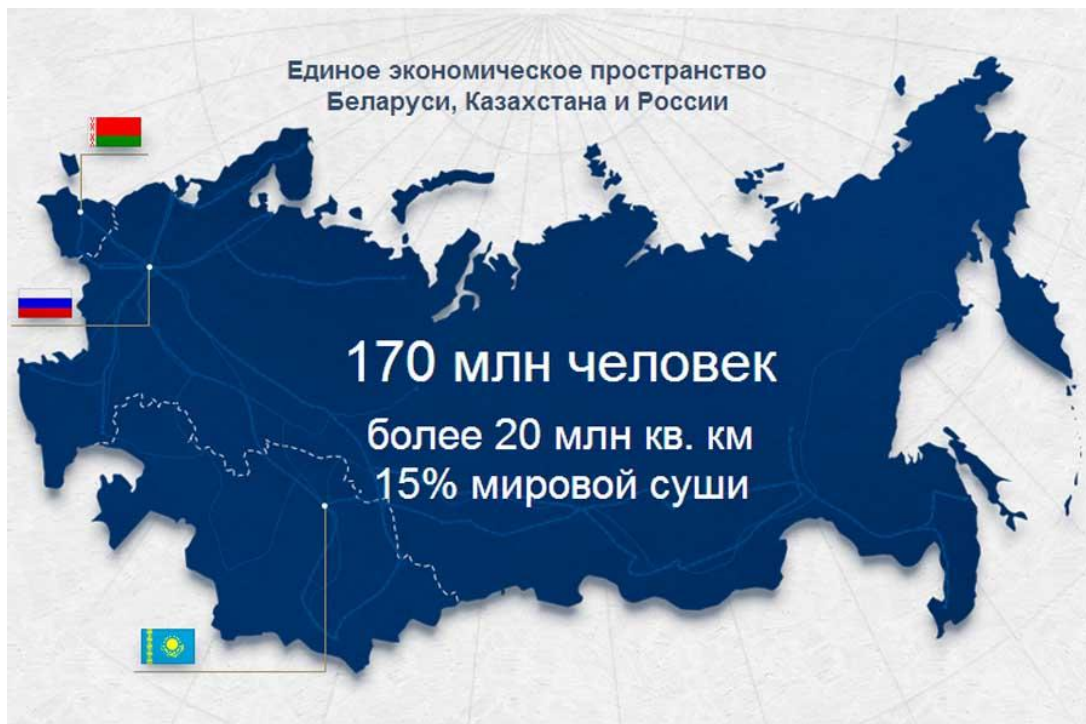 Единое экономическое пространство
Беларуси, Казахстана и России
170 млн человек
более 20 млн кв. км
15% мировой суши